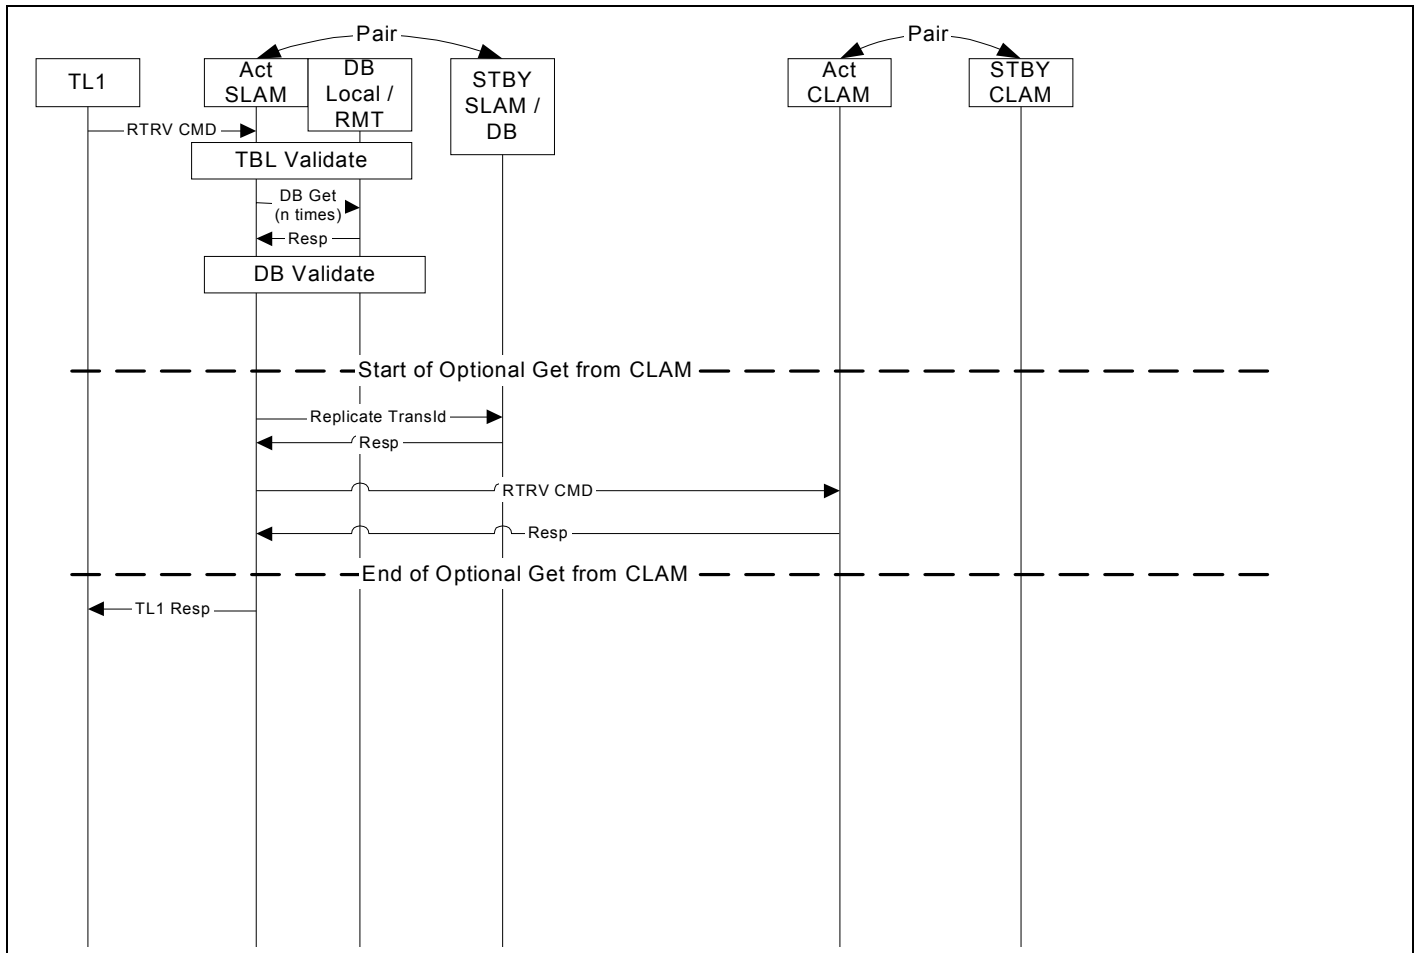 Pair
Pair
TL1
Act
SLAM
DB
Local /
RMT
STBY
SLAM /
DB
Act
CLAM
STBY
CLAM
RTRV CMD
TBL Validate
DB Get
(n times)
Resp
DB Validate
Start of Optional Get from CLAM
Replicate TransId
Resp
RTRV CMD
Resp
End of Optional Get from CLAM
TL1 Resp